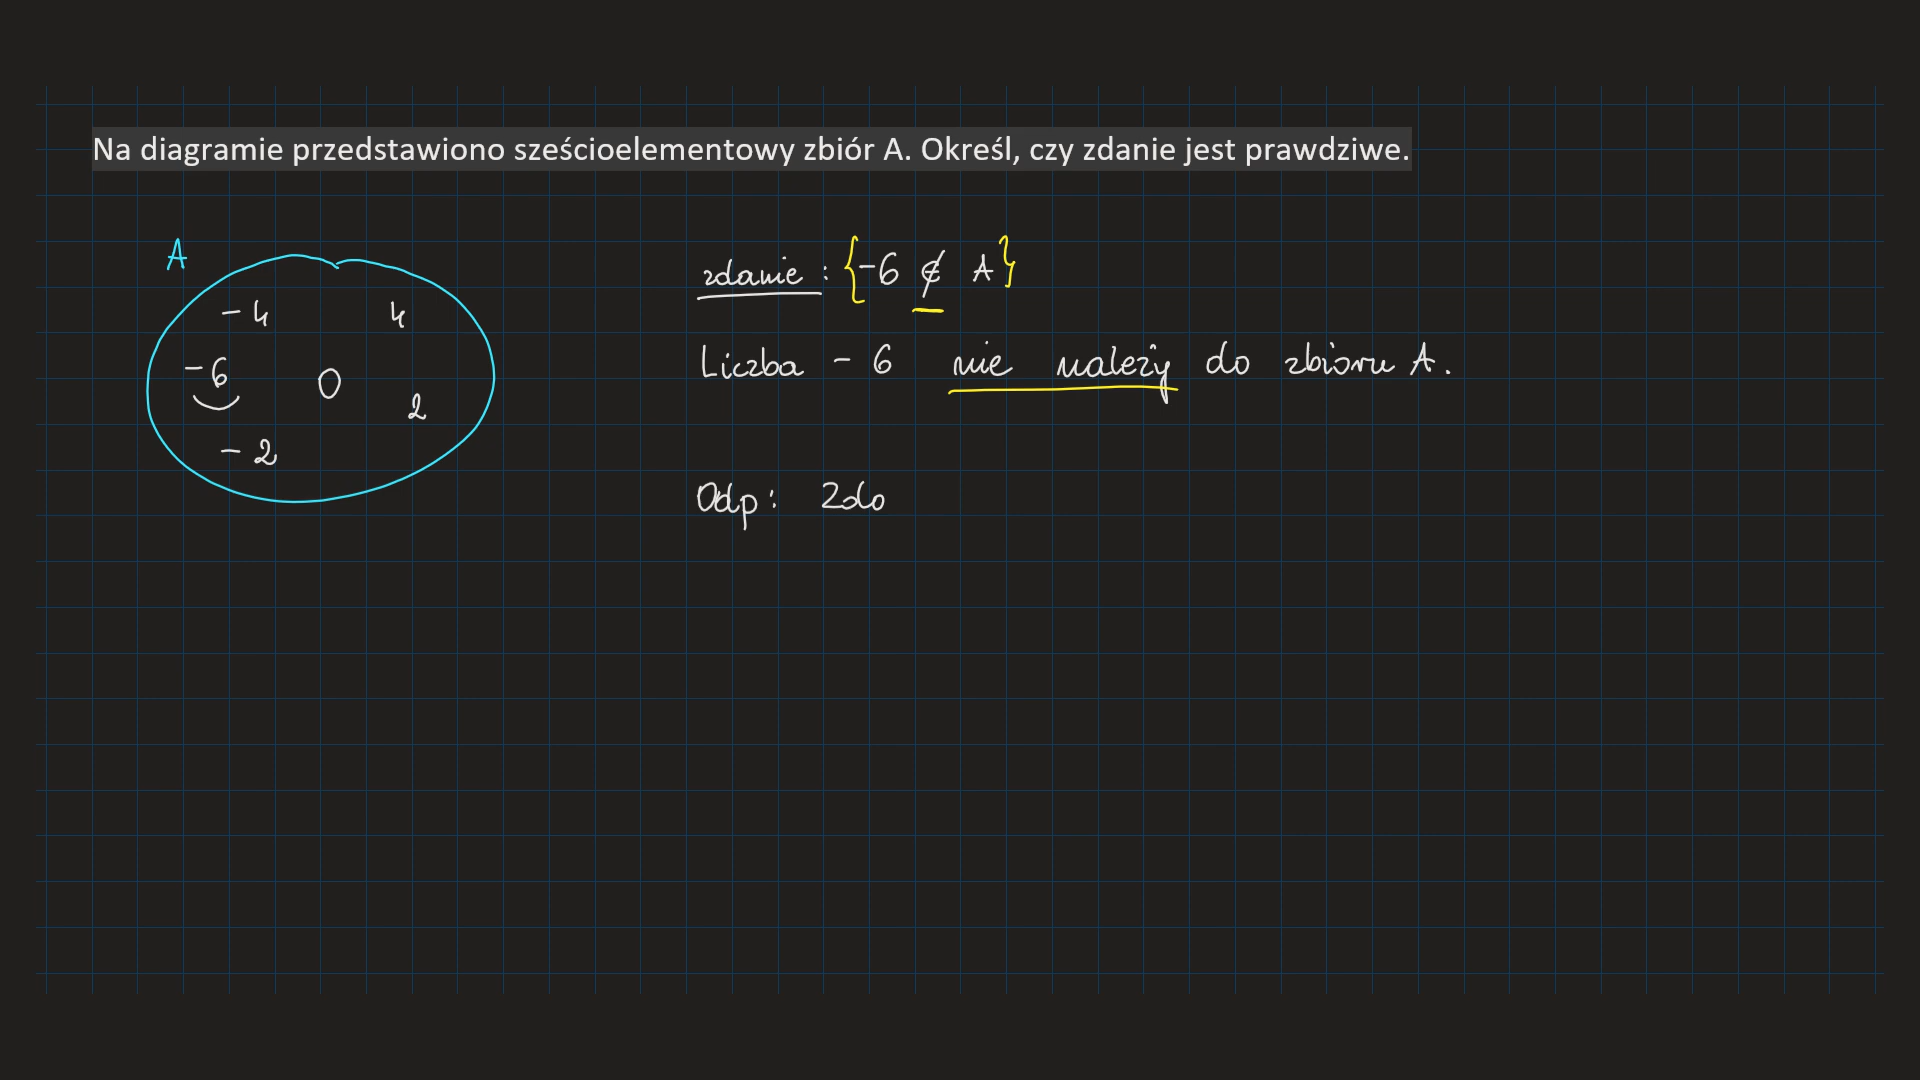 Na diagramie przedstawiono sześcioelementowy zbiór A. Określ, czy zdanie jest prawdziwe.
A
-4 4
-6 0 2
-2
zdanie: {-6 ∉ A}
Liczba -6 nie należy do zbioru A.
Odp: Zda